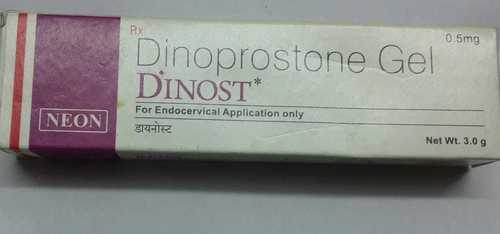 Rx
0.5mg
Dinoprostone Gel
DINOST*
For Endocervical Application only
NEON
डायनोस्ट
Net Wt. 3.0 g